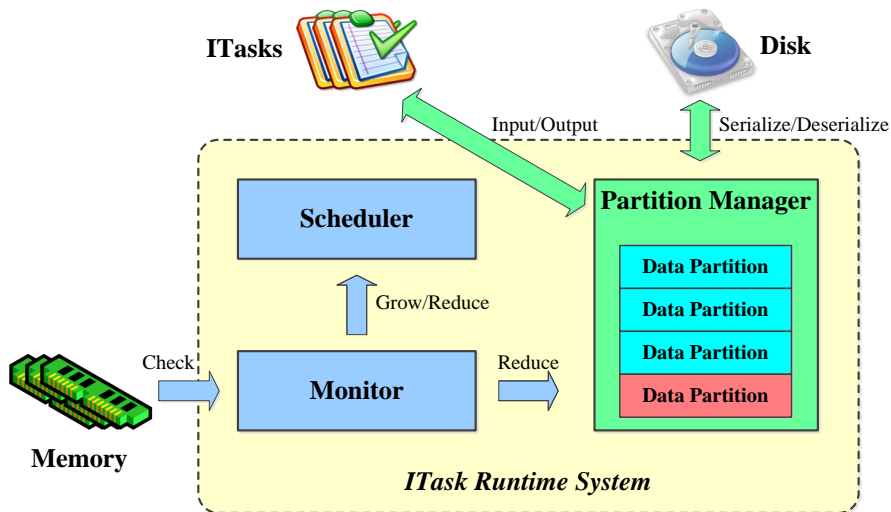 ITasks
Disk
Input/Output
Serialize/Deserialize
Scheduler
Partition Manager
Data Partition
Data Partition
Data Partition
Data Partition
Grow/Reduce
Check
Monitor
Reduce
Memory
ITask Runtime System